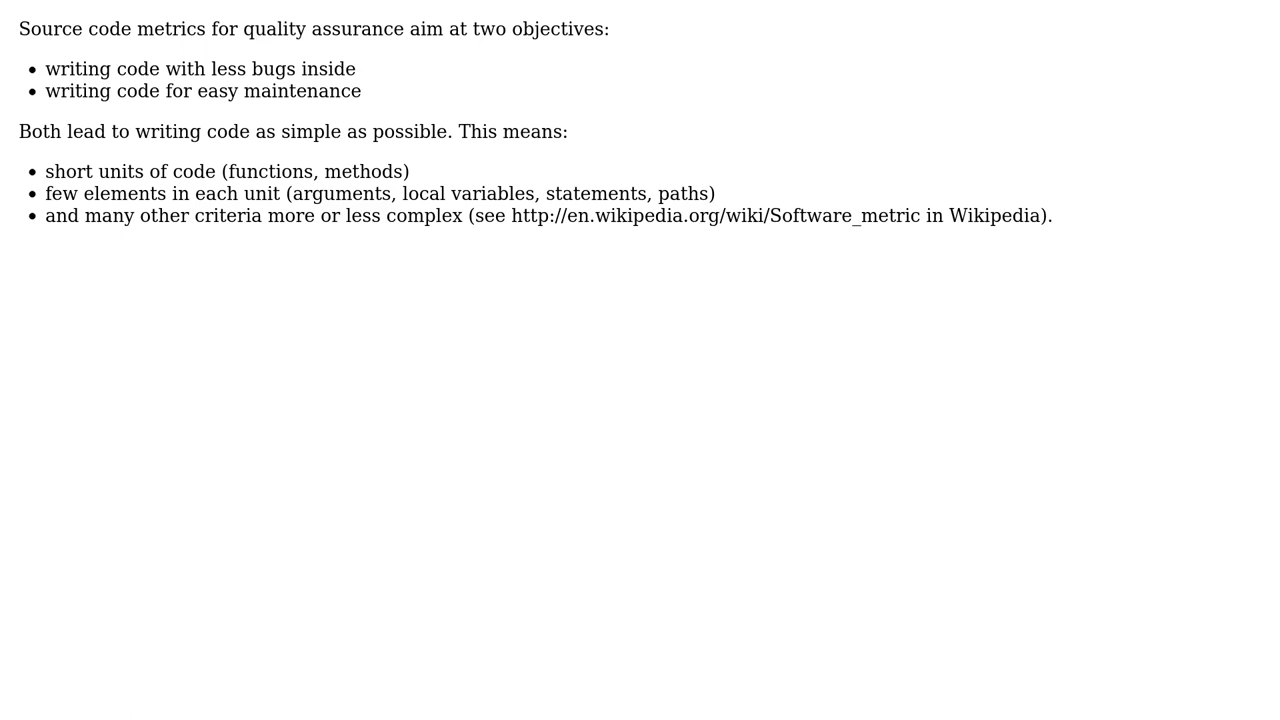 Source code metrics for quality assurance aim at two objectives:
• writing code with less bugs inside
• writing code for easy maintenance
Both lead to writing code as simple as possible. This means:
• short units of code (functions, methods)
• few elements in each unit (arguments, local variables, statements, paths)
• and many other criteria more or less complex (see http://en.wikipedia.org/wiki/Software_metric in Wikipedia).